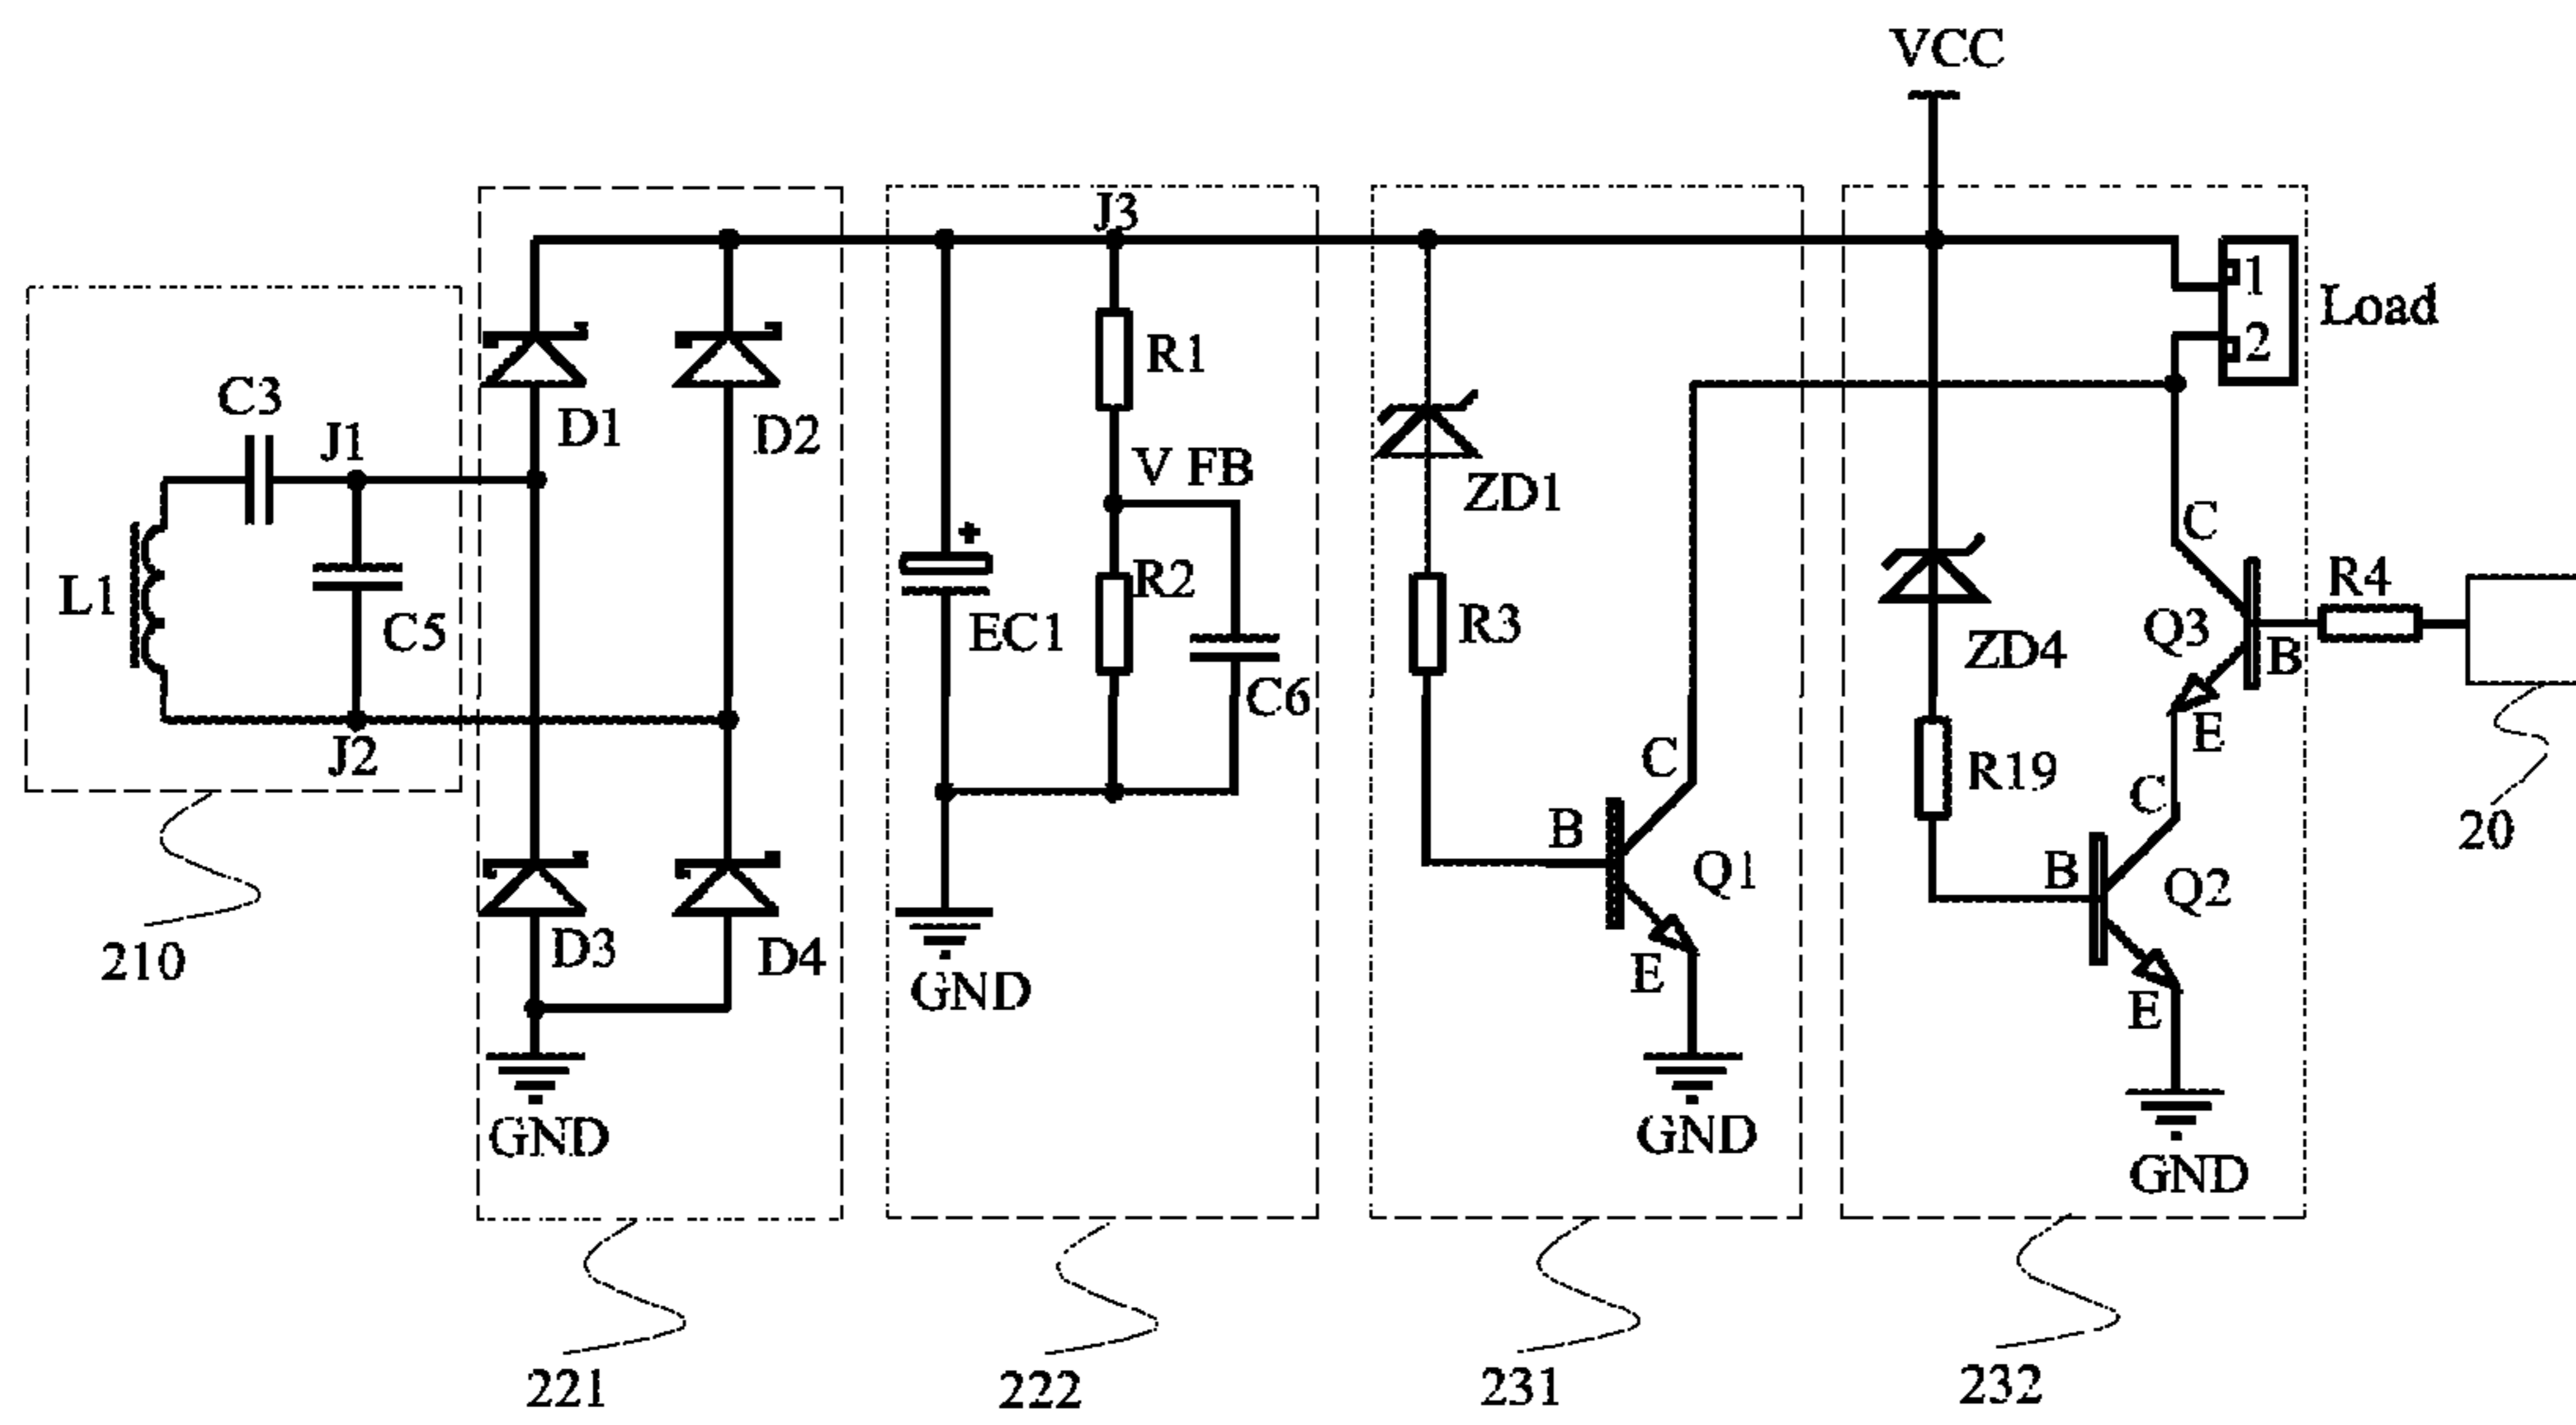 VCC
J3
1
Load
2
R1
C3
D1
D2
J1
V FB
ZD1
C
L1
C5
EC1
R2
R3
R4
Q3
B
ZD4
C6
E
J2
C
R19
C
20
B
Q1
B
Q2
D3
D4
210
E
GND
E
GND
GND
GND
221
222
231
232